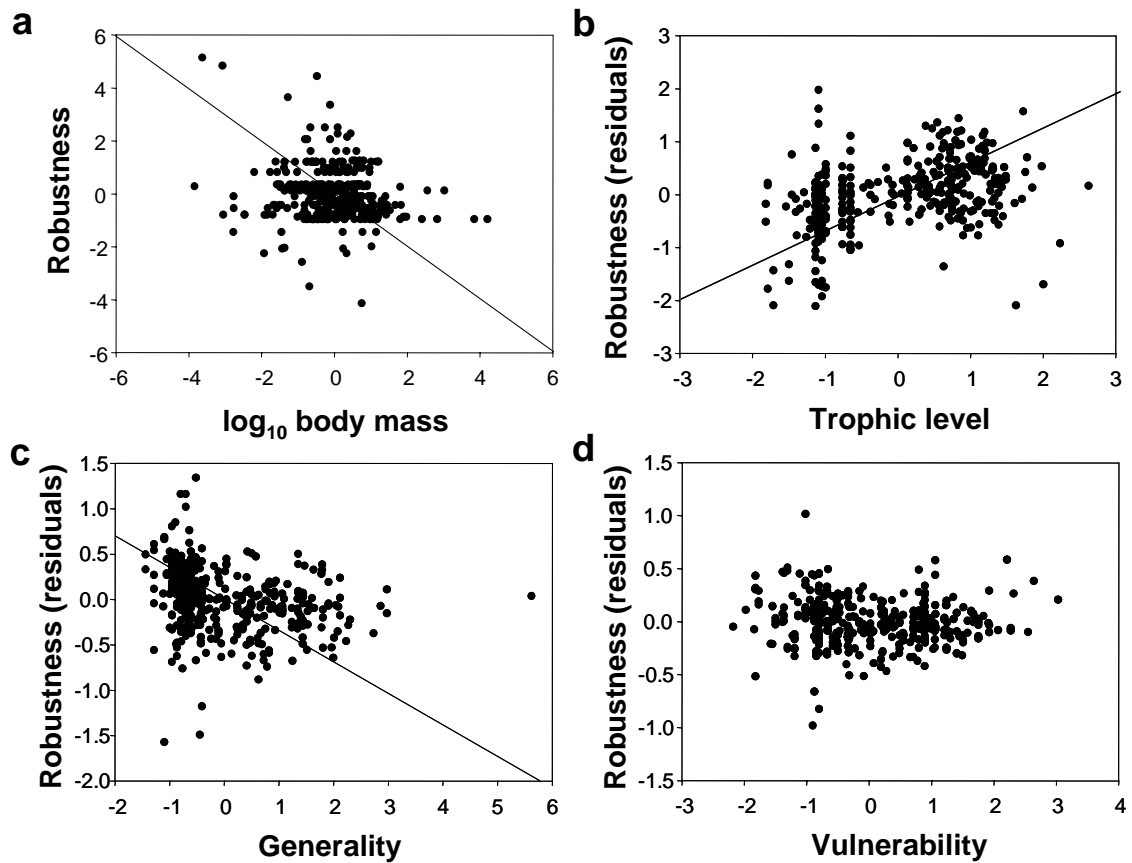 a
6
4
2
0
-2
-4
-6
Robustness
-6 -4 -2 0 2 4 6
log10 body mass
b
3
2
1
0
-1
-2
-3
Robustness (residuals)
-3 -2 -1 0 1 2 3
Trophic level
c
1.5
1.0
0.5
0.0
-0.5
-1.0
-1.5
-2.0
Robustness (residuals)
-2 -1 0 1 2 3 4 5 6
Generality
d
1.5
1.0
0.5
0.0
-0.5
-1.0
-1.5
Robustness (residuals)
-3 -2 -1 0 1 2 3 4
Vulnerability